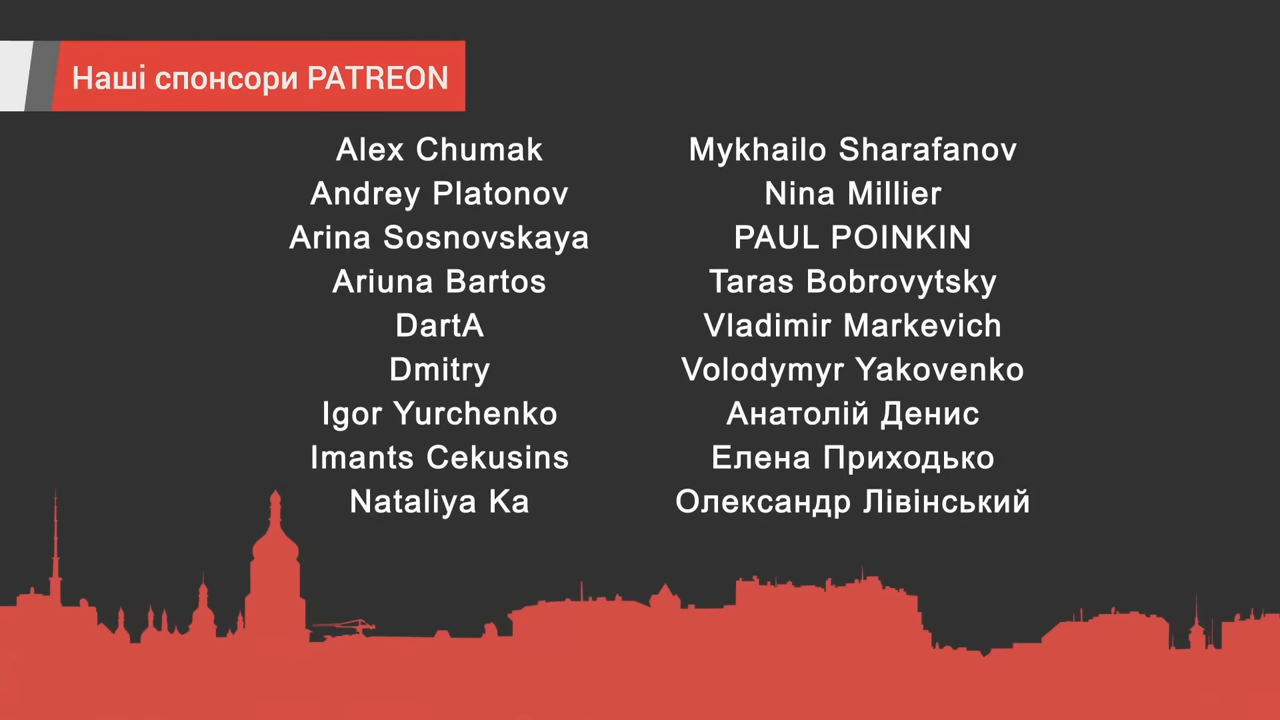 Наші спонсори PATREON
Alex Chumak
Andrey Platonov
Arina Sosnovskaya
Ariuna Bartos
DartA
Dmitry
Igor Yurchenko
Imants Cekusins
Nataliya Ka
Mykhailo Sharafanov
Nina Millier
PAUL POINKIN
Taras Bobrovytsky
Vladimir Markevich
Volodymyr Yakovenko
Анатолій Денис
Елена Приходько
Олександр Лівінський